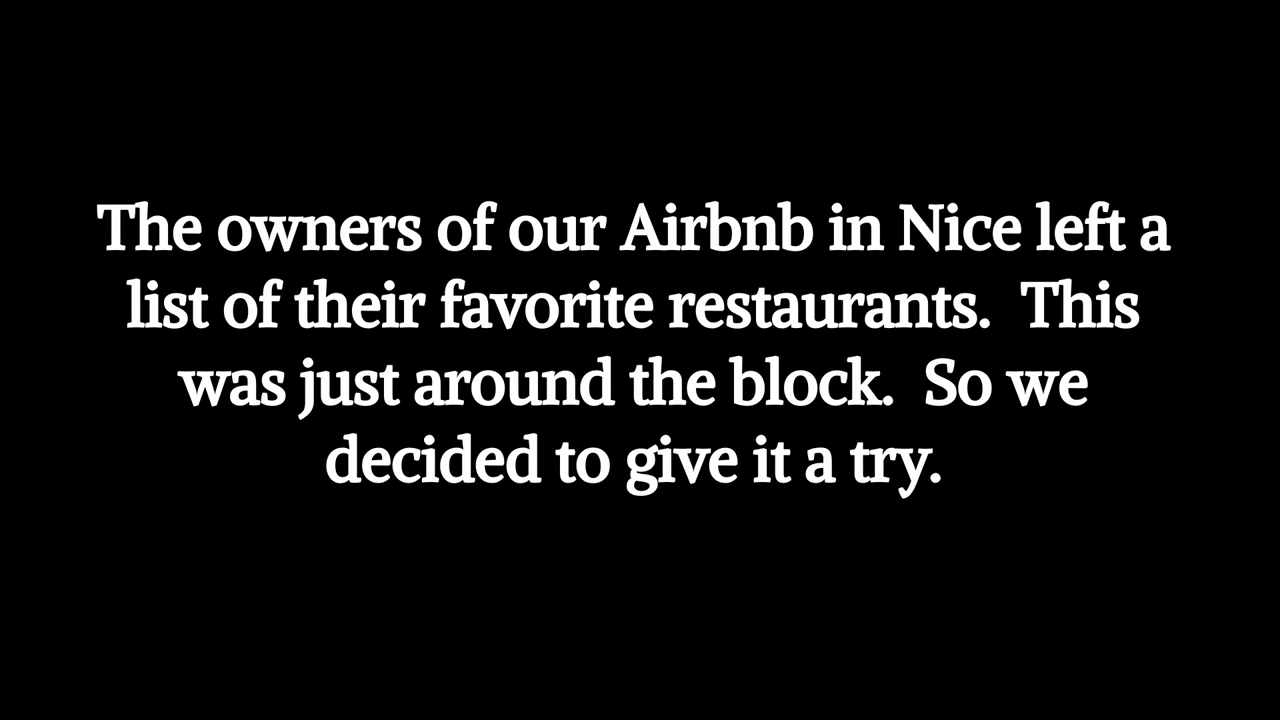 The owners of our Airbnb in Nice left a
list of their favorite restaurants.  This
was just around the block.  So we
decided to give it a try.